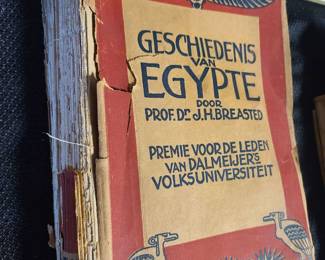 GESCHIEDENIS
VAN
EGYPTE
DOOR
PROF. DR J.H. BREASTED
PREMIE VOOR DE LEDEN
VAN DALMEIJER'S
VOLKSUNIVERSITEIT